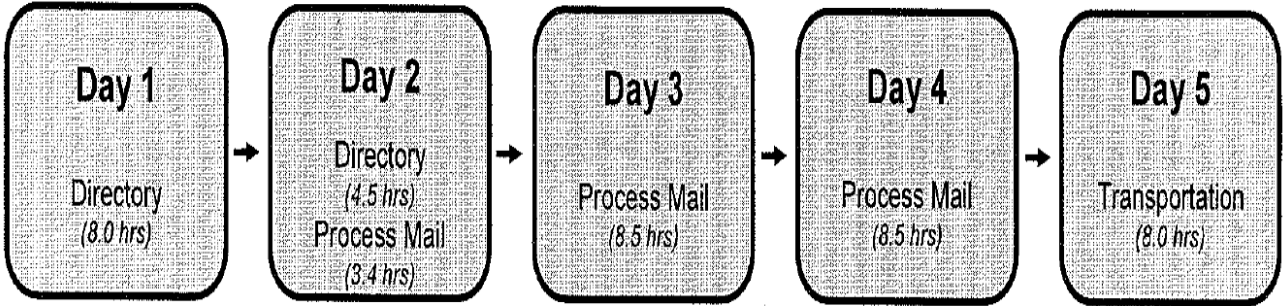 Day 1
Directory
(8.0 hrs)
Day 2
Directory
(4.5 hrs)
Process Mail
(3.4 hrs)
Day 3
Process Mail
(8.5 hrs)
Day 4
Process Mail
(8.5 hrs)
Day 5
Transportation
(8.0 hrs)